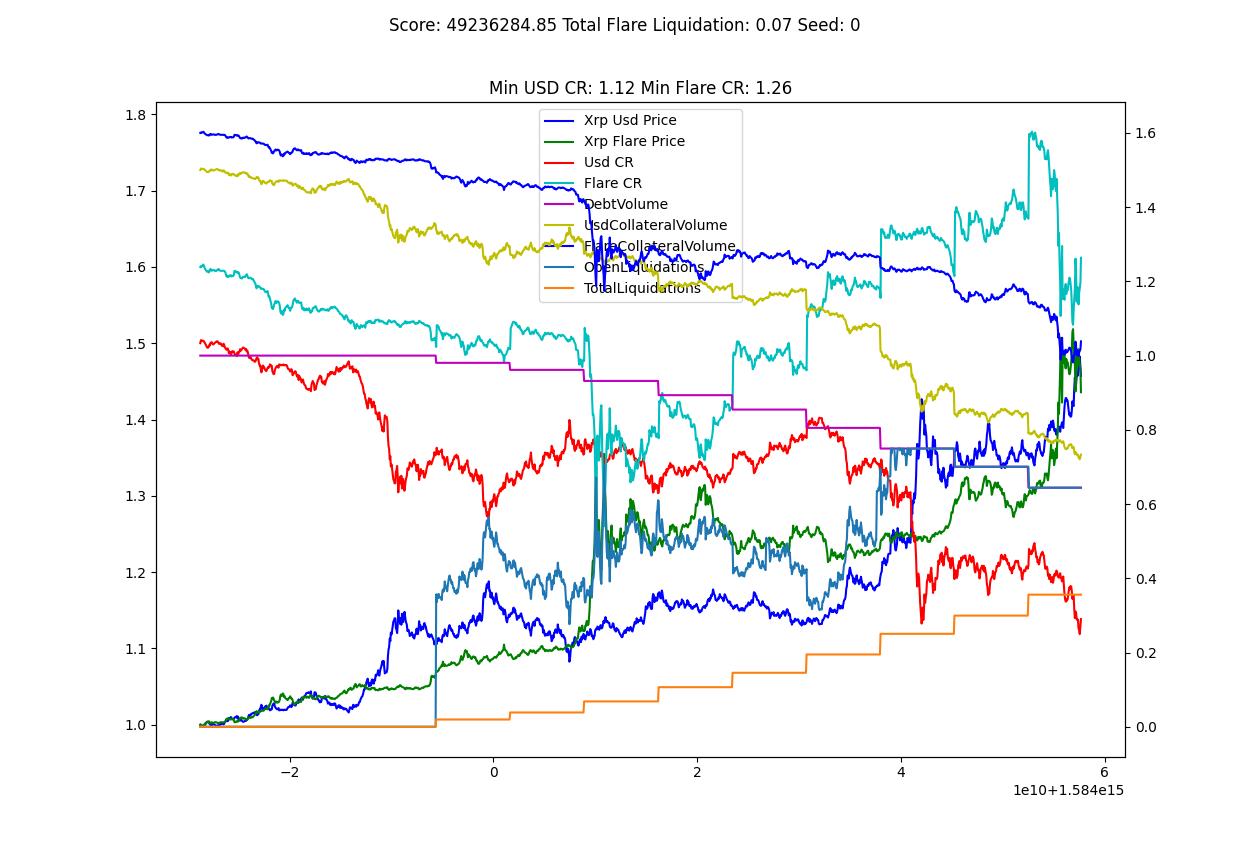 Score: 49236284.85 Total Flare Liquidation: 0.07 Seed: 0
Min USD CR: 1.12 Min Flare CR: 1.26
Xrp Usd Price
Xrp Flare Price
Usd CR
Flare CR
DebtVolume
UsdCollateralVolume
FlareCollateralVolume
OpenLiquidations
TotalLiquidations
1.8
1.7
1.6
1.5
1.4
1.3
1.2
1.1
1.0
1.6
1.4
1.2
1.0
0.8
0.6
0.4
0.2
0.0
−2 0 2 4 6
1e10+1.584e15